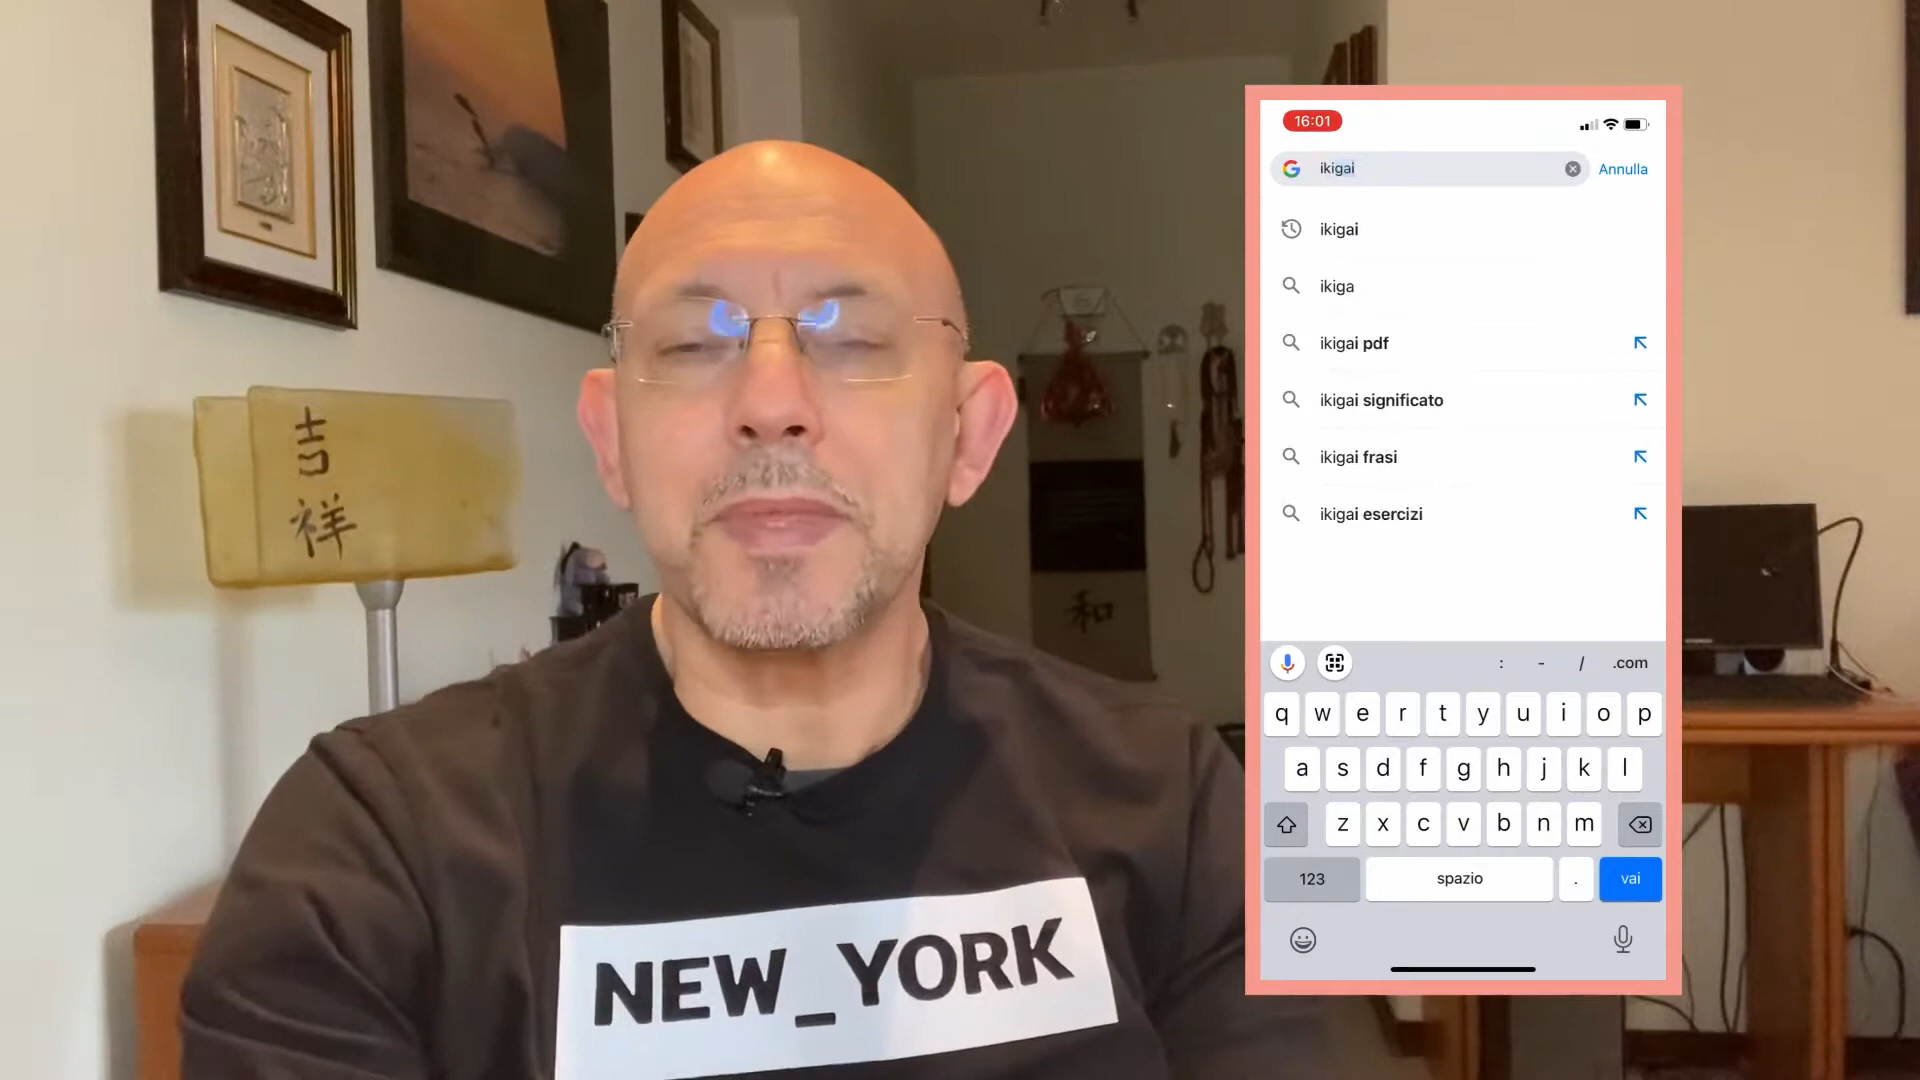 吉
祥
和
NEW_YORK
16:01
ikigai
Annulla
ikigai
ikiga
ikigai pdf
ikigai significato
ikigai frasi
ikigai esercizi
: - / .com
q w e r t y u i o p
a s d f g h j k l
z x c v b n m
123 spazio . vai